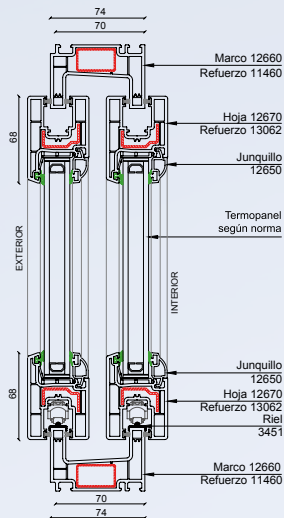 74
70
Marco 12660
Refuerzo 11460
68
Hoja 12670
Refuerzo 13062
Junquillo
12650
Termopanel
según norma
EXTERIOR
INTERIOR
68
Junquillo
12650
Hoja 12670
Refuerzo 13062
Riel
3451
Marco 12660
Refuerzo 11460
70
74